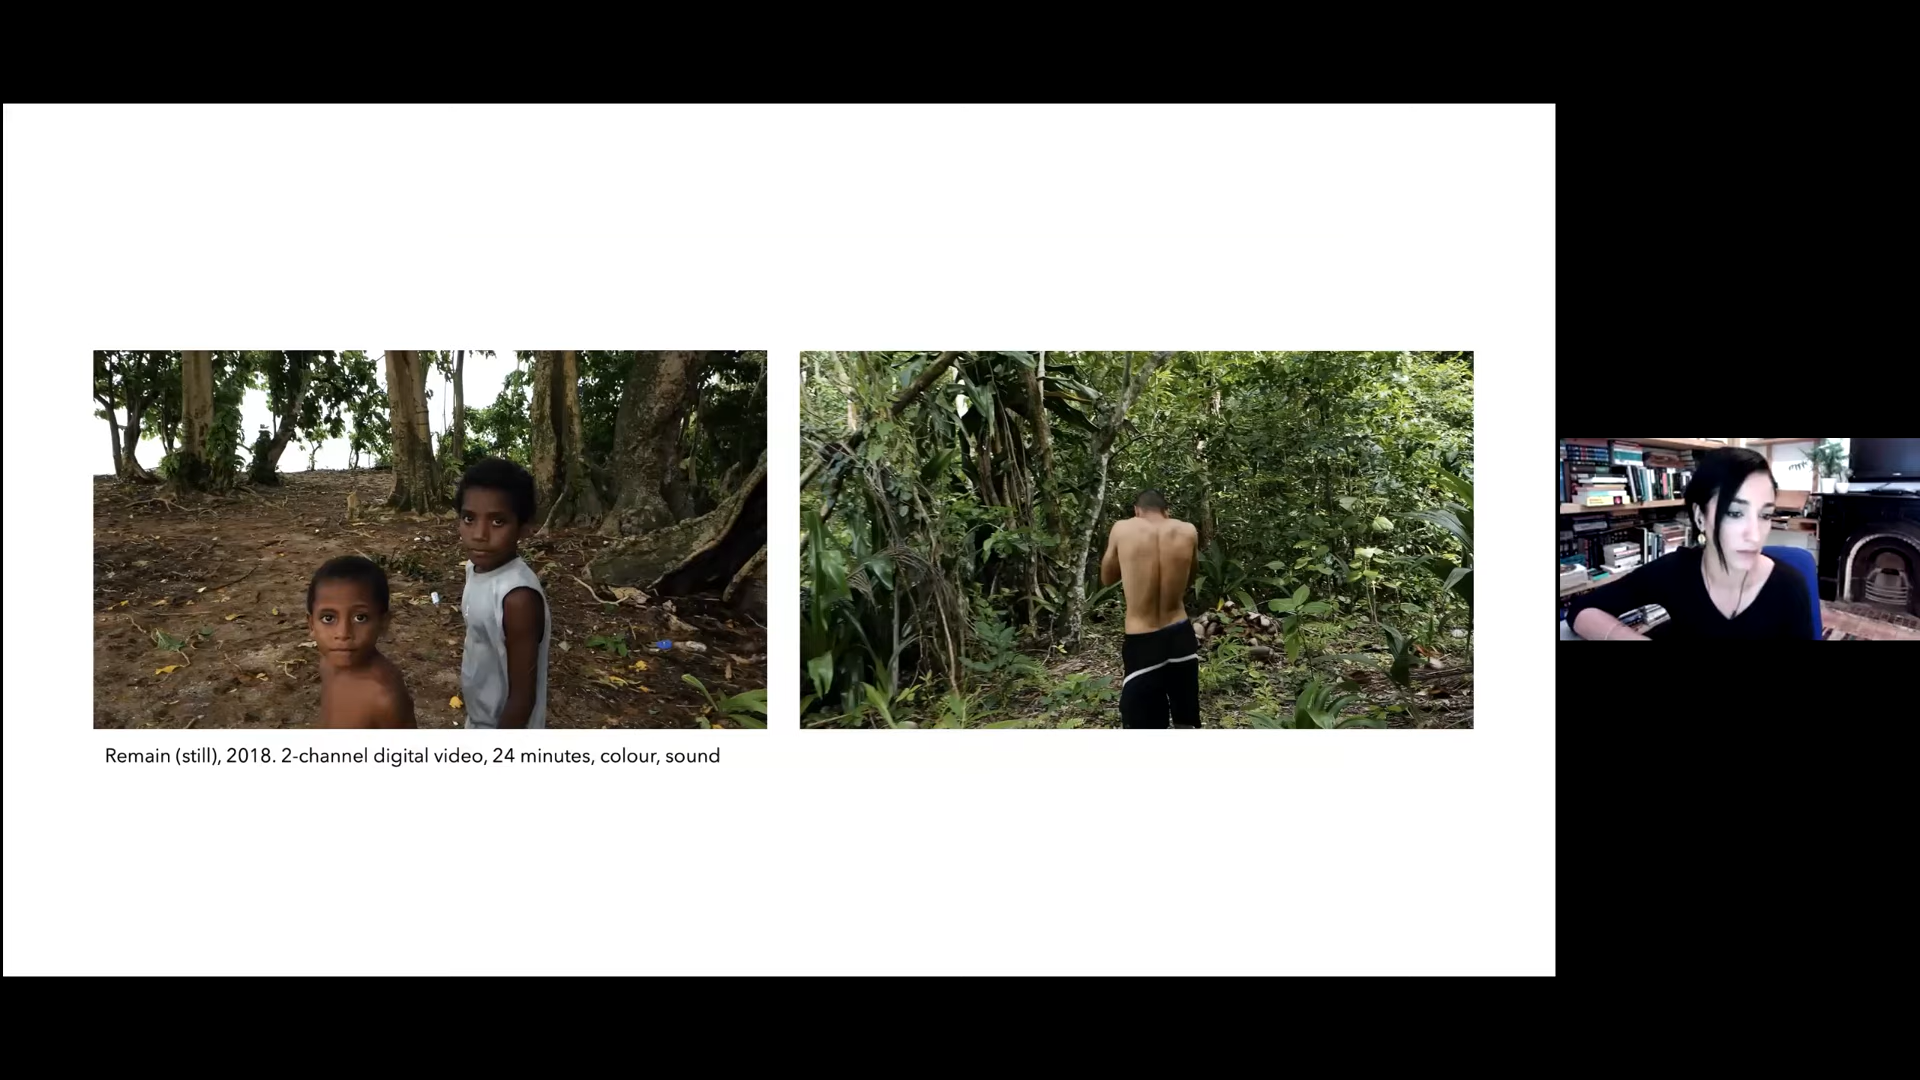 Remain (still), 2018. 2-channel digital video, 24 minutes, colour, sound